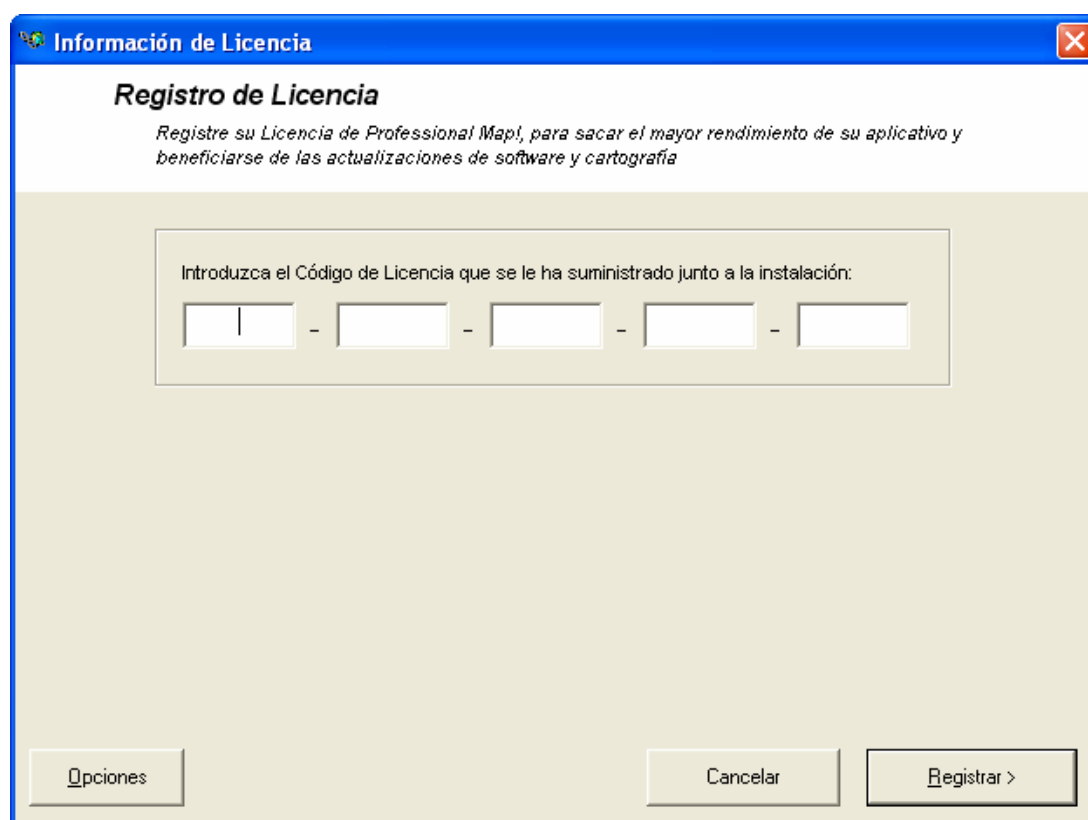 Información de Licencia
Registro de Licencia
Registre su Licencia de Professional Map!, para sacar el mayor rendimiento de su aplicativo y
beneficiarse de las actualizaciones de software y cartografía
Introduzca el Código de Licencia que se le ha suministrado junto a la instalación:
- - - -
Opciones Cancelar Registrar >